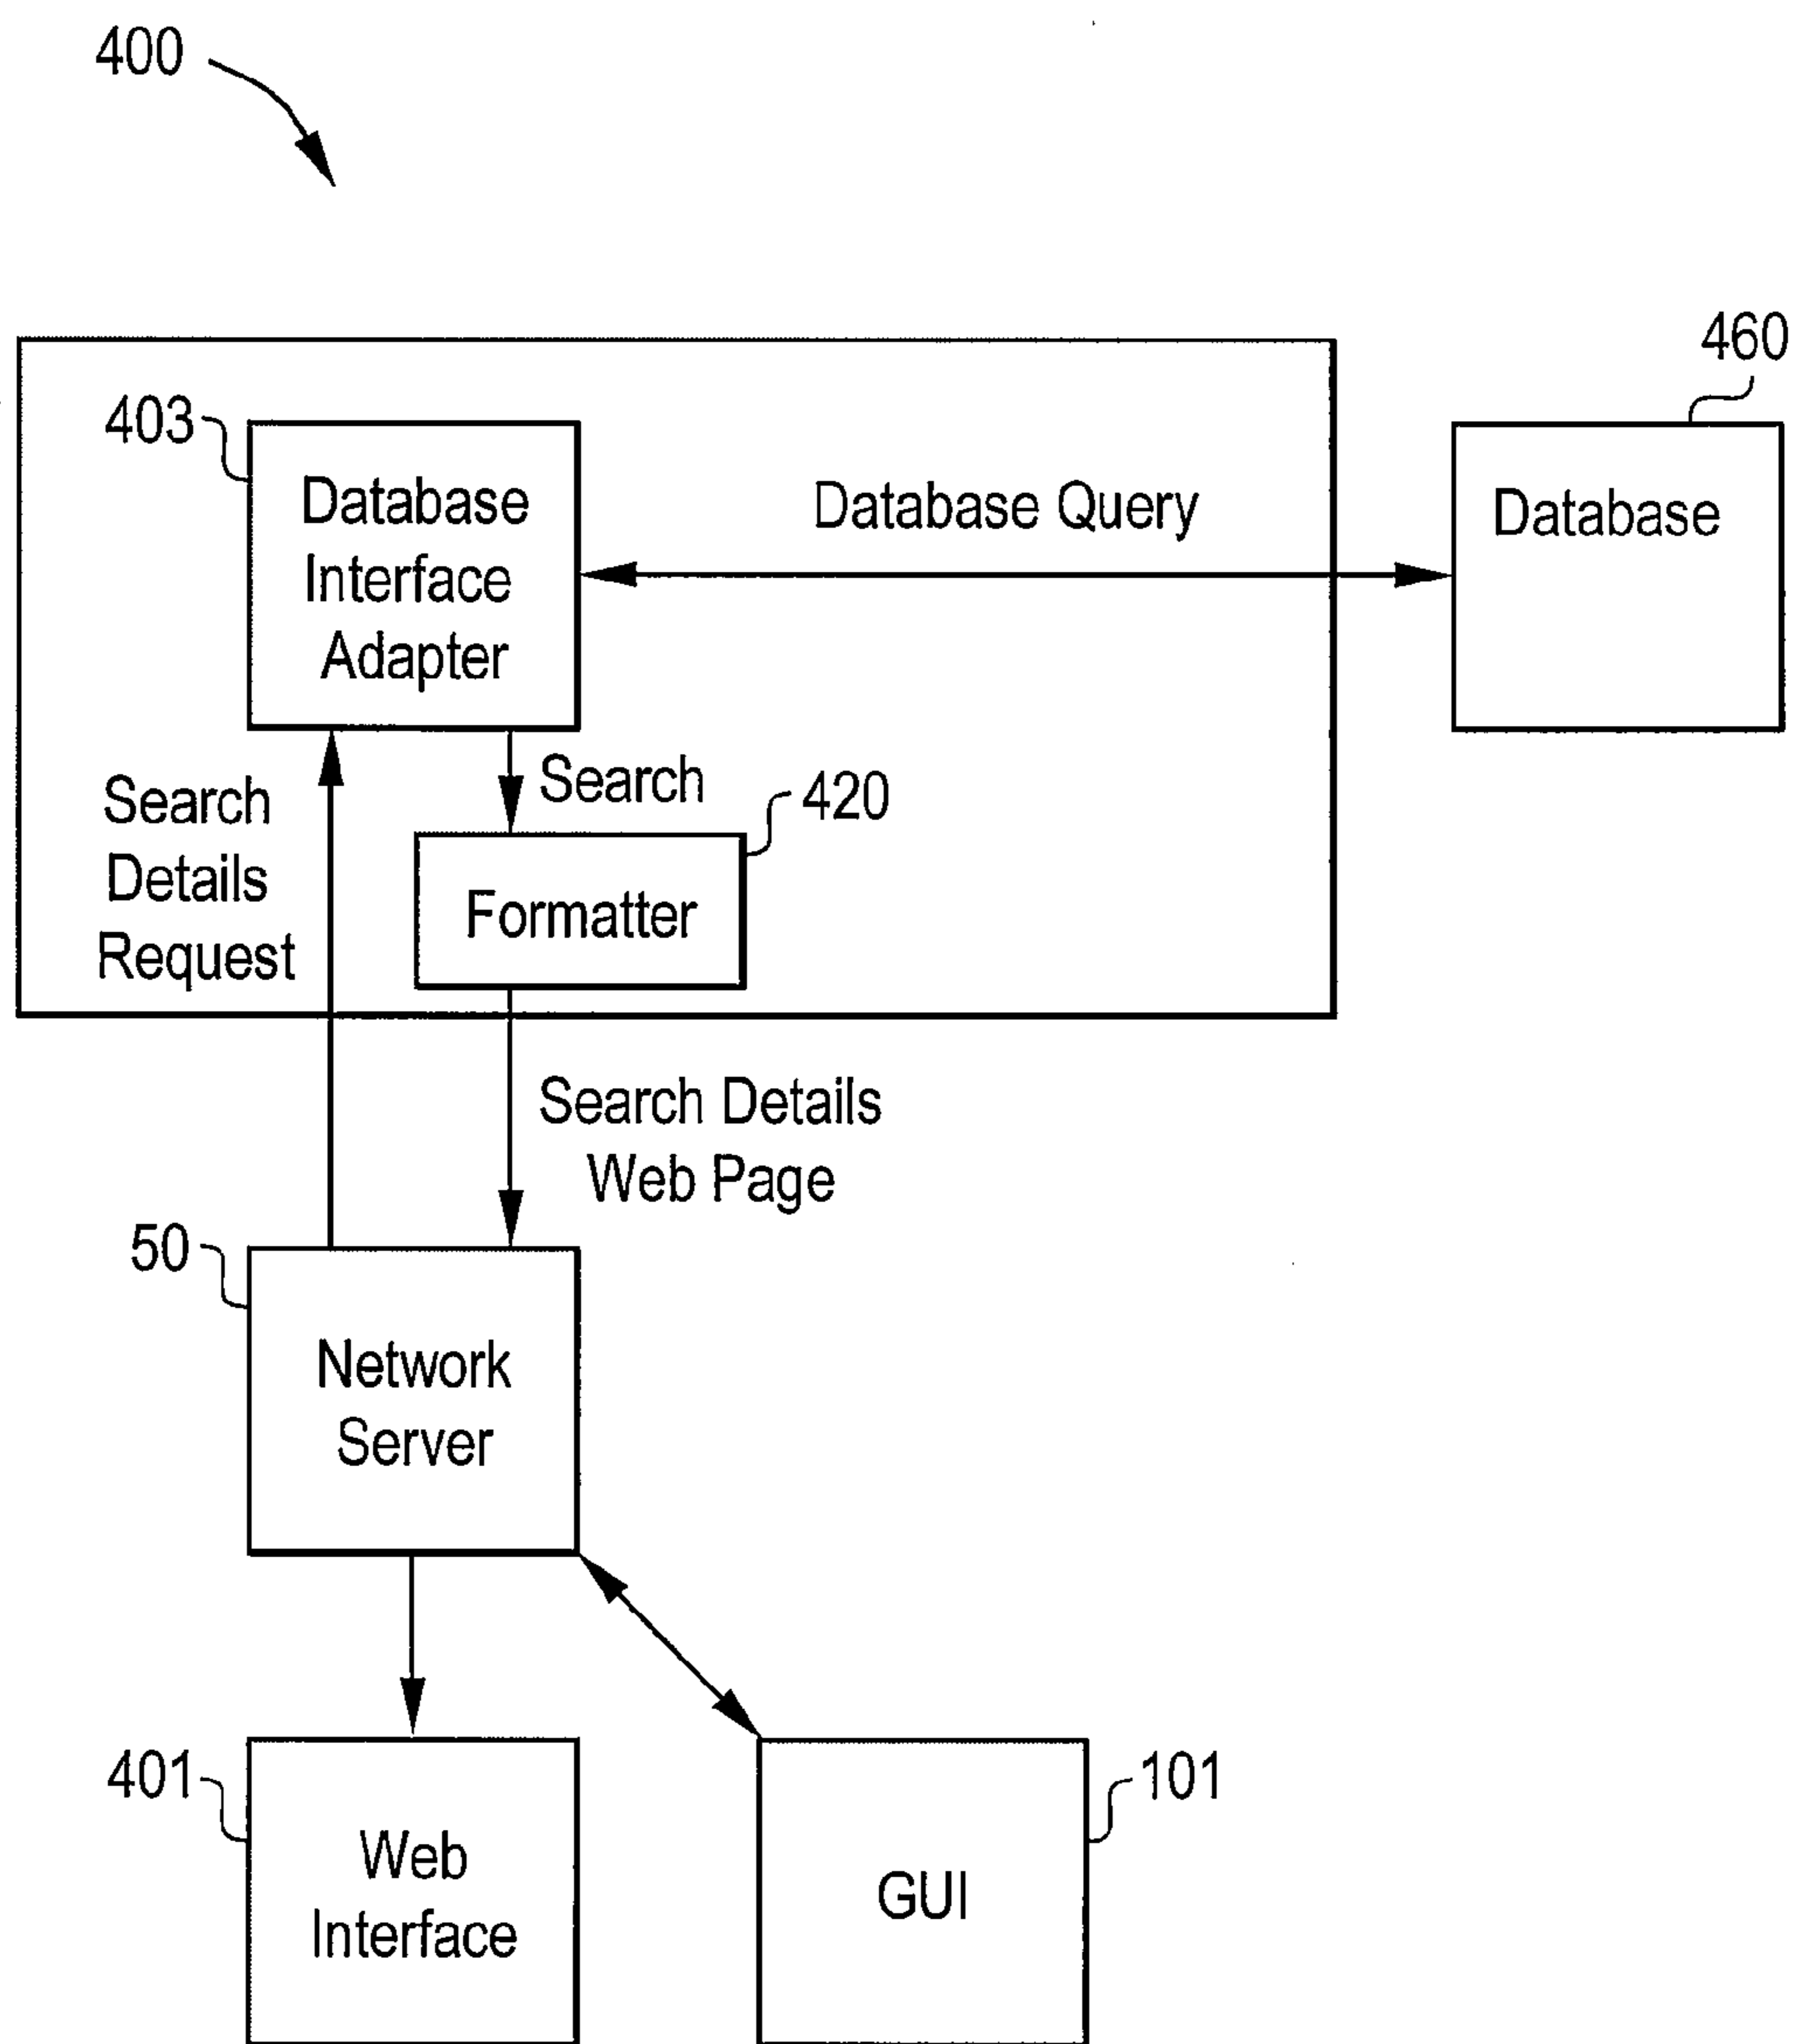 400
460
403
Database
Interface
Adapter
Database Query
Database
Search
Details
Request
Search
420
Formatter
Search Details
Web Page
50
Network
Server
401
Web
Interface
GUI
101